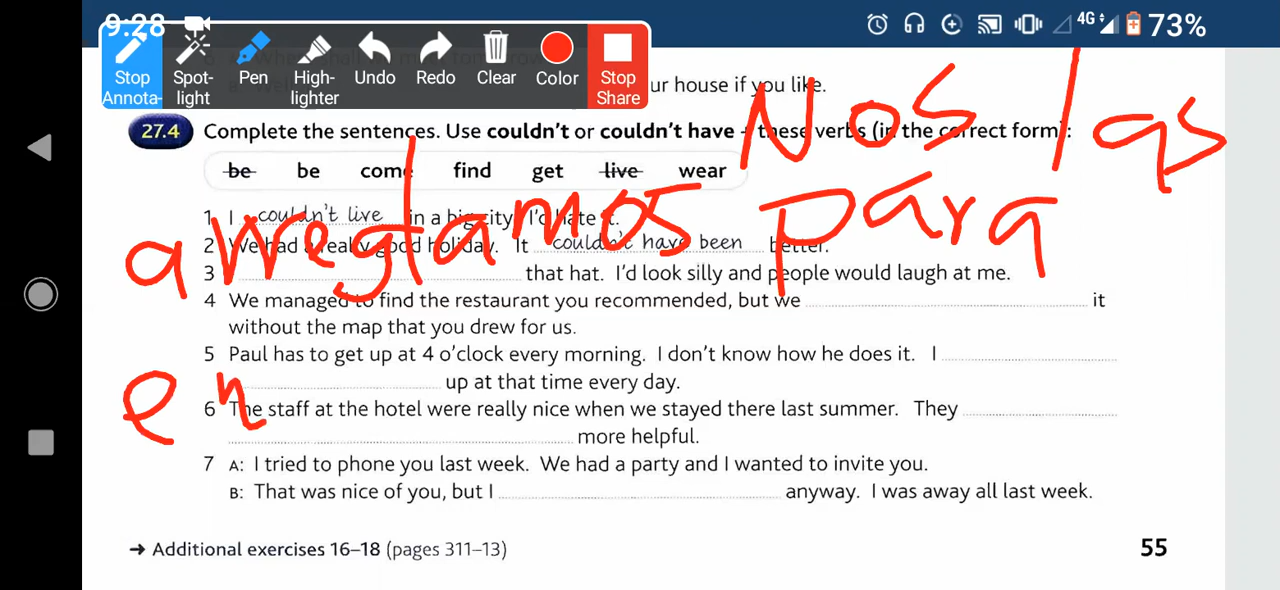 9:28
4G 73%
Stop Annota- Spot-light Pen High-lighter Undo Redo Clear Color Stop Share
ur house if you like.
27.4 Complete the sentences. Use couldn't or couldn't have + these verbs (in the correct form):
be be come find get live wear
1 I couldn't live in a big city. I'd hate it.
2 We had a really good holiday. It couldn't have been better.
3 that hat. I'd look silly and people would laugh at me.
4 We managed to find the restaurant you recommended, but we it
without the map that you drew for us.
5 Paul has to get up at 4 o'clock every morning. I don't know how he does it. I
up at that time every day.
6 The staff at the hotel were really nice when we stayed there last summer. They
more helpful.
7 A: I tried to phone you last week. We had a party and I wanted to invite you.
B: That was nice of you, but I anyway. I was away all last week.
→ Additional exercises 16–18 (pages 311–13)
55
Nos las
arreglamos para
en